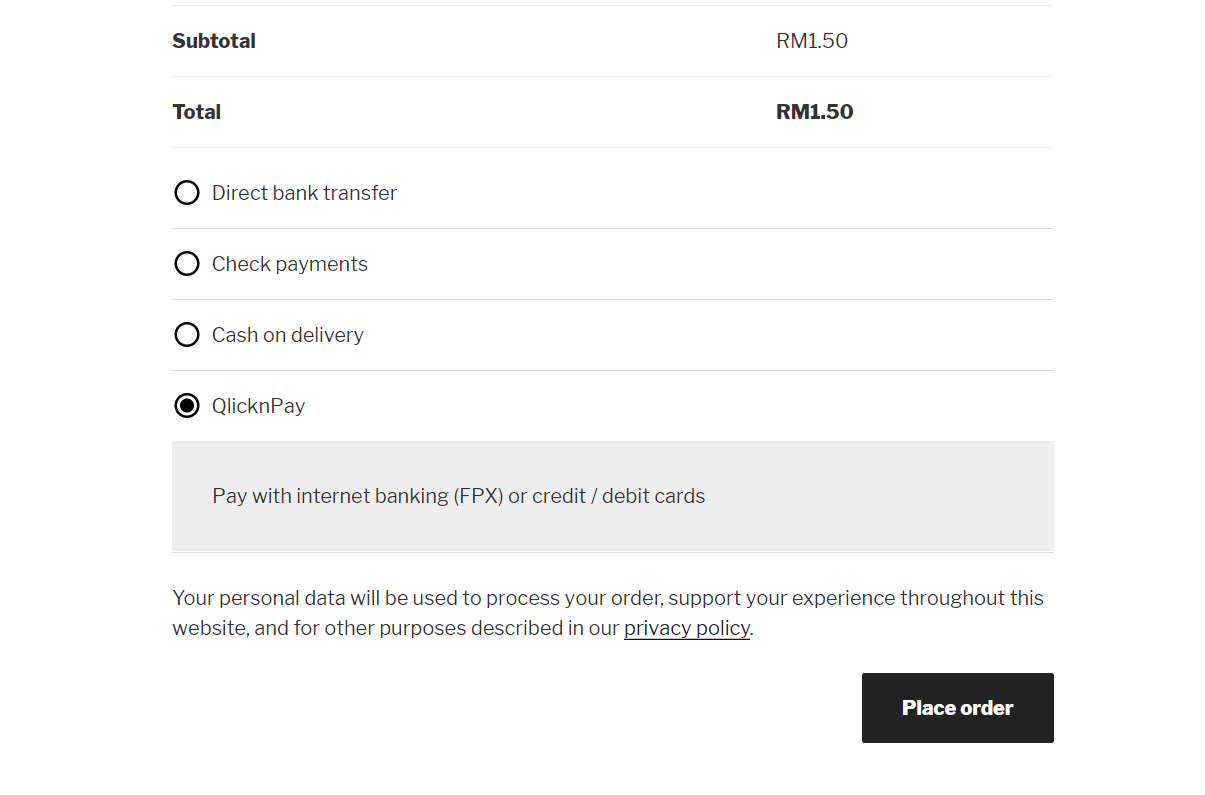 Subtotal RM1.50
Total RM1.50
Direct bank transfer
Check payments
Cash on delivery
QlicknPay
Pay with internet banking (FPX) or credit / debit cards
Your personal data will be used to process your order, support your experience throughout this
website, and for other purposes described in our privacy policy.
Place order